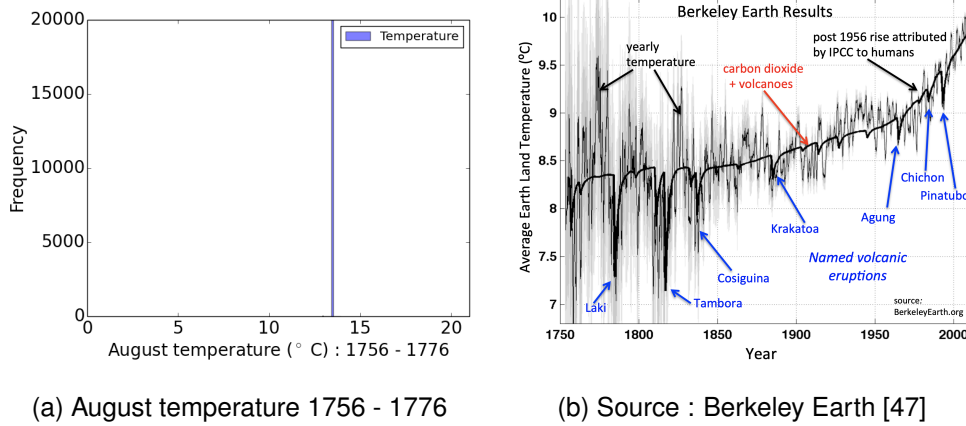 20000
15000
10000
5000
0
Frequency
Temperature
0 5 10 15 20
August temperature (° C) : 1756 - 1776
(a) August temperature 1756 - 1776
Berkeley Earth Results
10
9.5
9
8.5
8
7.5
7
Average Earth Land Temperature (°C)
yearly
temperature
carbon dioxide
+ volcanoes
post 1956 rise attributed
by IPCC to humans
Chichon
Pinatubo
Agung
Krakatoa
Named volcanic
eruptions
Cosiguina
Laki
Tambora
source:
BerkeleyEarth.org
1750 1800 1850 1900 1950 2000
Year
(b) Source : Berkeley Earth [47]